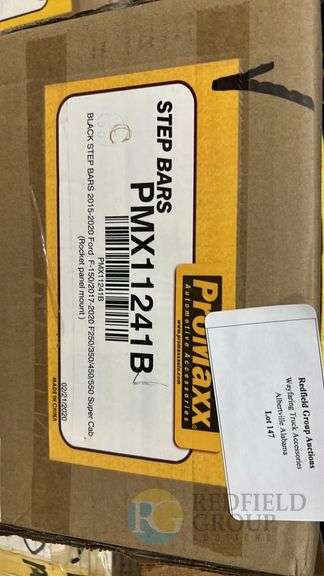 STEP BARS
PMX11241B
PMX11241B
BLACK STEP BARS 2015-2020 Ford F-150/2017-2020 F250/350/450/550 Super Cab
(Rocket panel mount)
02/21/2020
MADE IN CHINA
ProMaxx
Automotive Accessories
www.promaxxauto.com
Redfield Group Auctions
Wayfaring Truck Accessories
Albertville Alabama
Lot 147
REDFIELD
GROUP
AUCTIONS